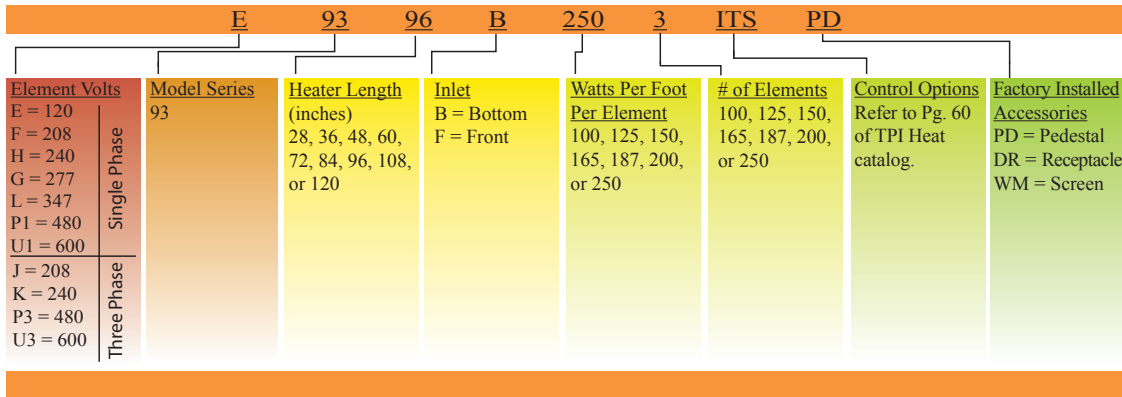 E 93 96 B 250 3 ITS PD
Element Volts
E = 120
F = 208
H = 240
G = 277
L = 347
P1 = 480
U1 = 600
Single Phase
J = 208
K = 240
P3 = 480
U3 = 600
Three Phase
Model Series
93
Heater Length
(inches)
28, 36, 48, 60,
72, 84, 96, 108,
or 120
Inlet
B = Bottom
F = Front
Watts Per Foot
Per Element
100, 125, 150,
165, 187, 200,
or 250
# of Elements
100, 125, 150,
165, 187, 200,
or 250
Control Options
Refer to Pg. 60
of TPI Heat
catalog.
Factory Installed
Accessories
PD = Pedestal
DR = Receptacle
WM = Screen